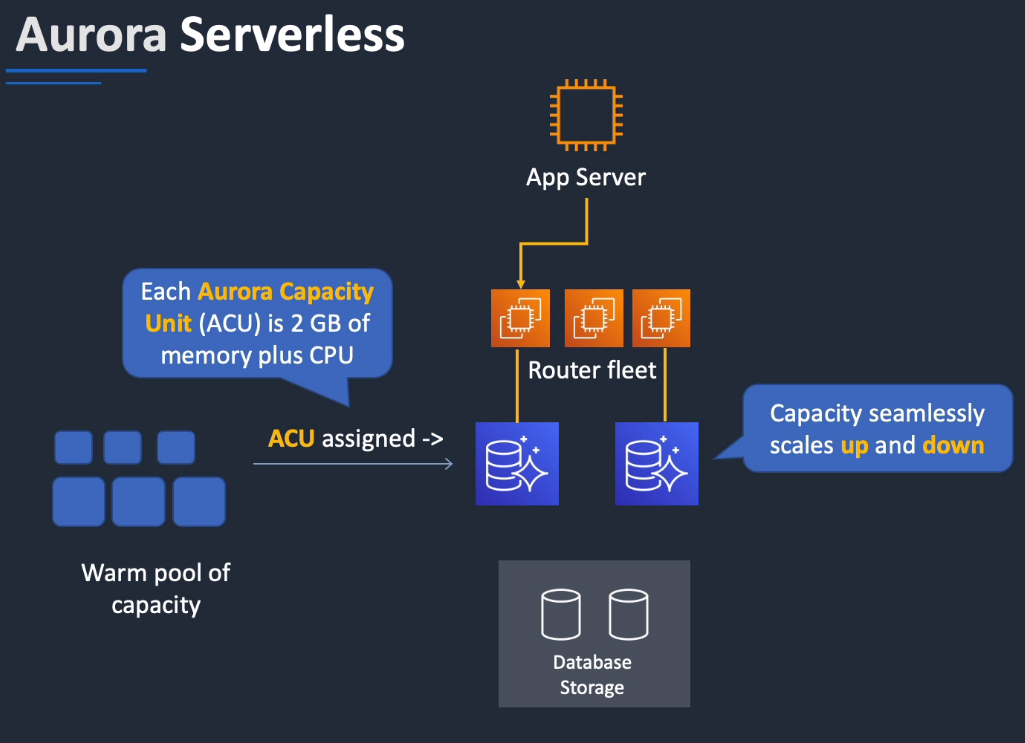 Aurora Serverless
App Server
Each Aurora Capacity
Unit (ACU) is 2 GB of
memory plus CPU
Router fleet
Capacity seamlessly
scales up and down
ACU assigned ->
Warm pool of
capacity
Database
Storage